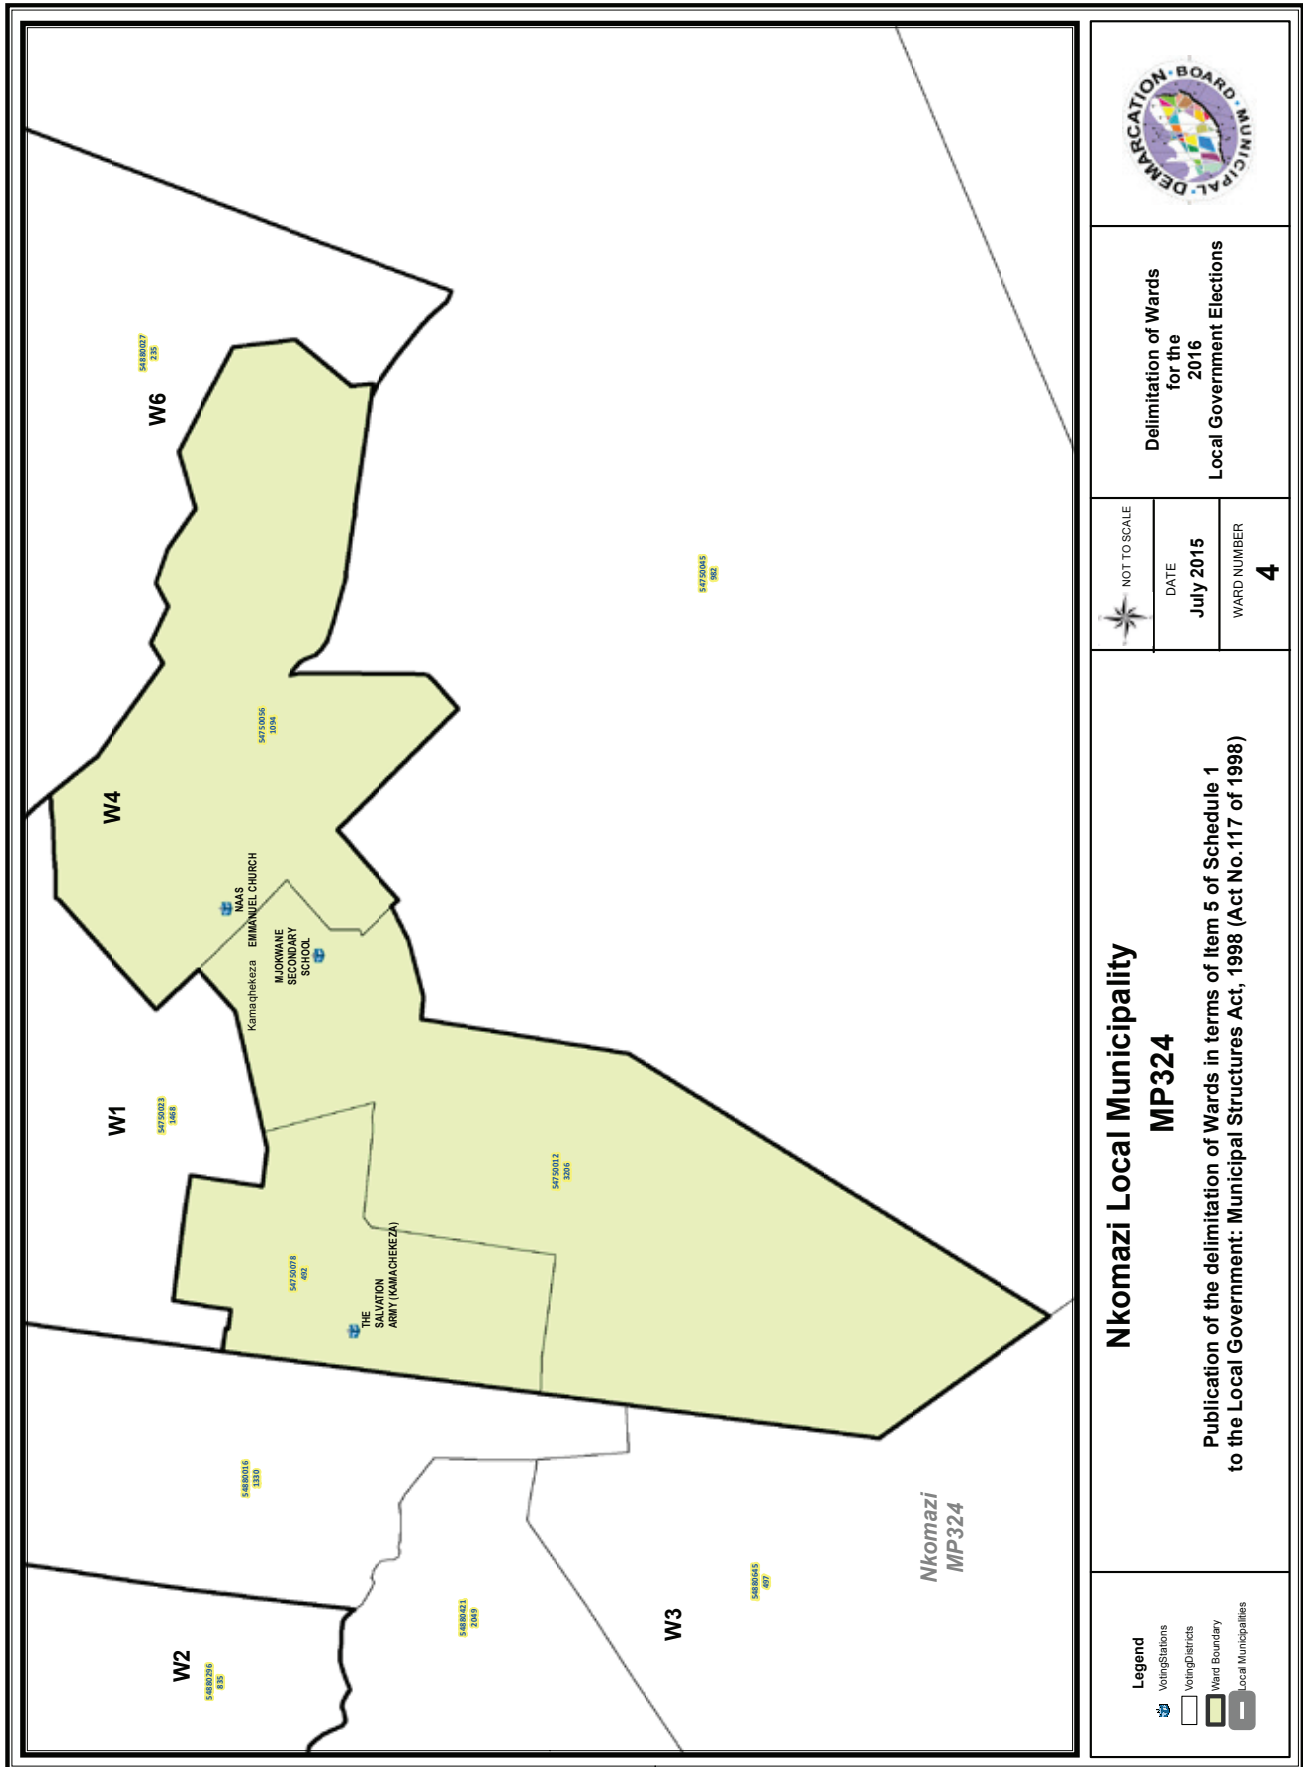 W6
54880027
235
W4
54750056
1094
54750045
982
NAAS
EMMANUEL CHURCH
Kamaqhekeza
MJOKWANE
SECONDARY
SCHOOL
W1
54750023
1468
54750012
3206
54750078
492
THE
SALVATION
ARMY (KAMACHEKEZA)
54880016
1330
W2
54880296
835
54880421
2049
W3
54880645
497
Nkomazi
MP324
Legend
VotingStations
VotingDistricts
Ward Boundary
Local Municipalities
Nkomazi Local Municipality
MP324
Publication of the delimitation of Wards in terms of Item 5 of Schedule 1
to the Local Government: Municipal Structures Act, 1998 (Act No.117 of 1998)
NOT TO SCALE
DATE
July 2015
WARD NUMBER
4
Delimitation of Wards
for the
2016
Local Government Elections
MUNICIPAL · DEMARCATION · BOARD